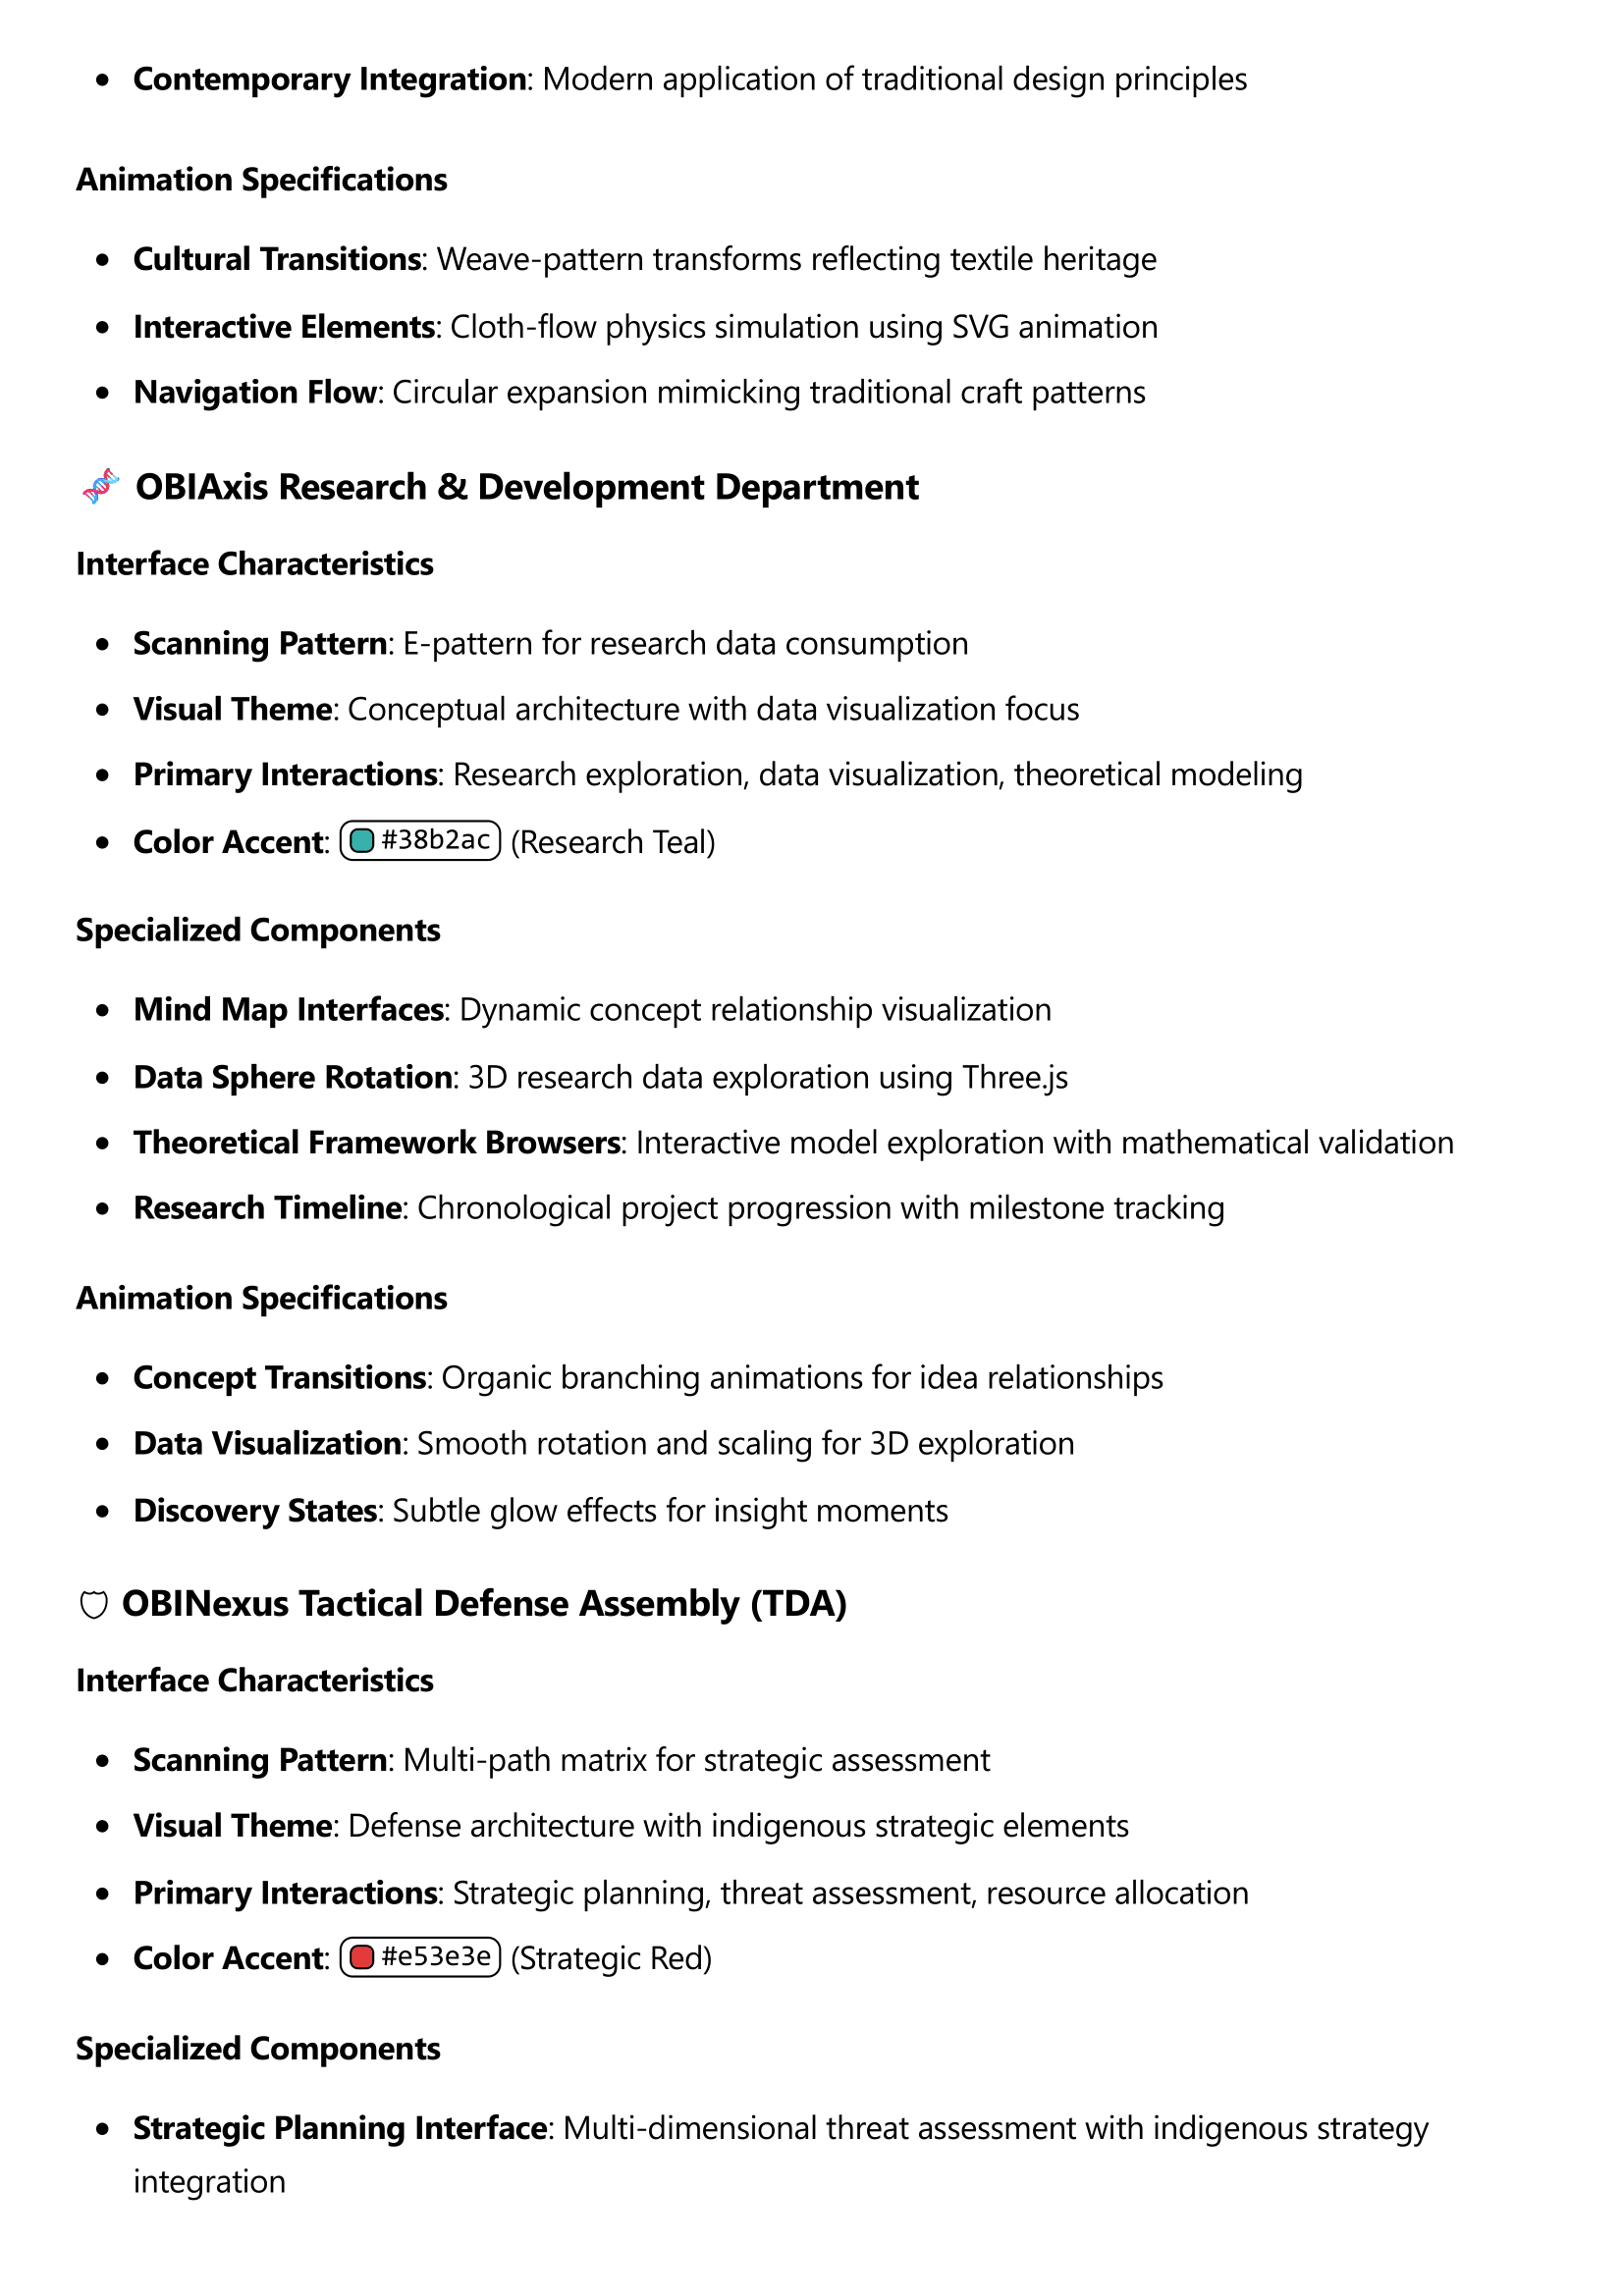 Contemporary Integration: Modern application of traditional design principles
Animation Specifications
Cultural Transitions: Weave-pattern transforms reflecting textile heritage
Interactive Elements: Cloth-flow physics simulation using SVG animation
Navigation Flow: Circular expansion mimicking traditional craft patterns
🧬 OBIAxis Research & Development Department
Interface Characteristics
Scanning Pattern: E-pattern for research data consumption
Visual Theme: Conceptual architecture with data visualization focus
Primary Interactions: Research exploration, data visualization, theoretical modeling
Color Accent: #38b2ac (Research Teal)
Specialized Components
Mind Map Interfaces: Dynamic concept relationship visualization
Data Sphere Rotation: 3D research data exploration using Three.js
Theoretical Framework Browsers: Interactive model exploration with mathematical validation
Research Timeline: Chronological project progression with milestone tracking
Animation Specifications
Concept Transitions: Organic branching animations for idea relationships
Data Visualization: Smooth rotation and scaling for 3D exploration
Discovery States: Subtle glow effects for insight moments
🛡 OBINexus Tactical Defense Assembly (TDA)
Interface Characteristics
Scanning Pattern: Multi-path matrix for strategic assessment
Visual Theme: Defense architecture with indigenous strategic elements
Primary Interactions: Strategic planning, threat assessment, resource allocation
Color Accent: #e53e3e (Strategic Red)
Specialized Components
Strategic Planning Interface: Multi-dimensional threat assessment with indigenous strategy
integration